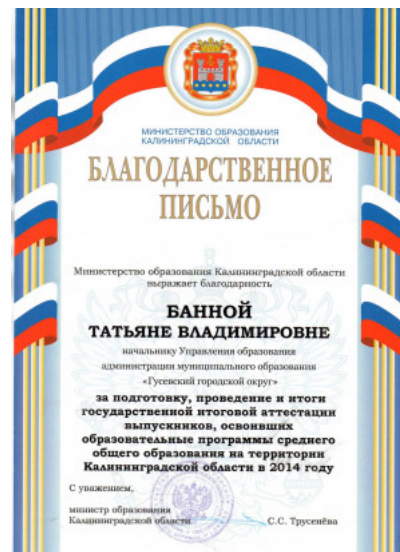 МИНИСТЕРСТВО ОБРАЗОВАНИЯ
КАЛИНИНГРАДСКОЙ ОБЛАСТИ
БЛАГОДАРСТВЕННОЕ
ПИСЬМО
Министерство образования Калининградской области
выражает благодарность
БАННОЙ
ТАТЬЯНЕ ВЛАДИМИРОВНЕ
начальнику Управления образования
администрации муниципального образования
«Гусевский городской округ»
за подготовку, проведение и итоги
государственной итоговой аттестации
выпускников, освоивших
образовательные программы среднего
общего образования на территории
Калининградской области в 2014 году
С уважением,
министр образования
Калининградской области С.С. Трусенёва